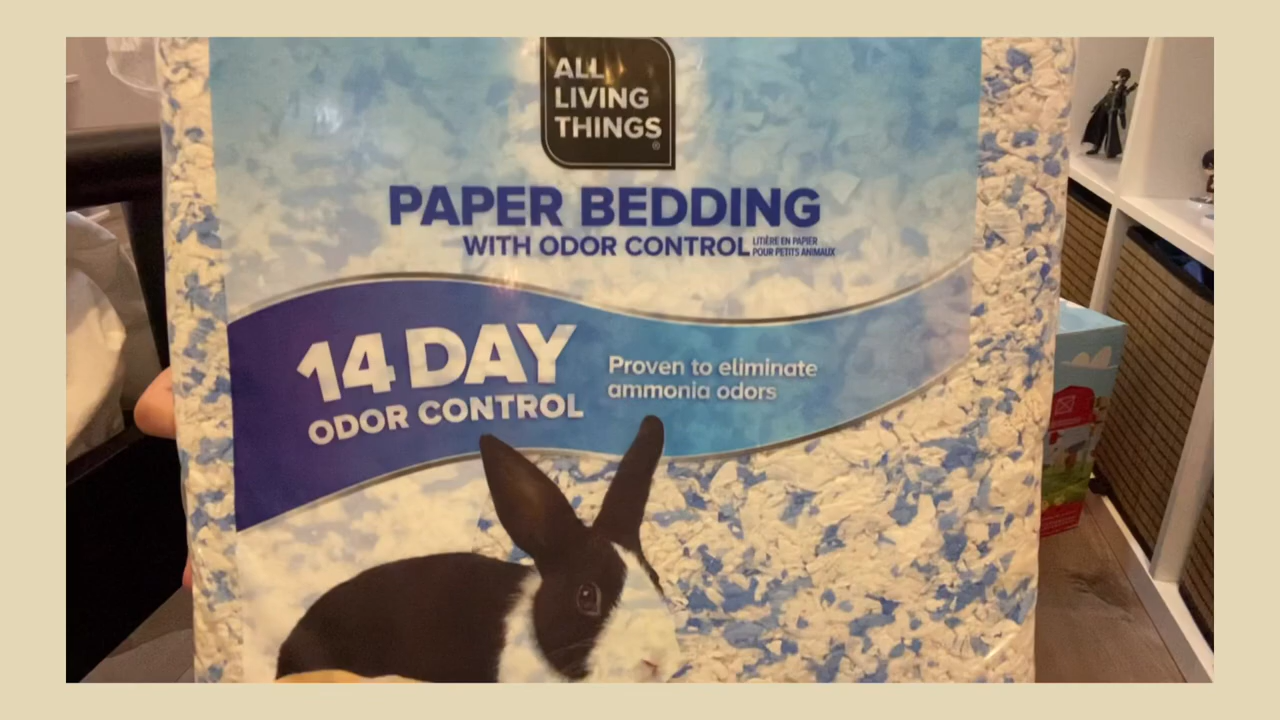 ALL
LIVING
THINGS®
PAPER BEDDING
WITH ODOR CONTROL
LITIÈRE EN PAPIER
POUR PETITS ANIMAUX
14 DAY
ODOR CONTROL
Proven to eliminate
ammonia odors